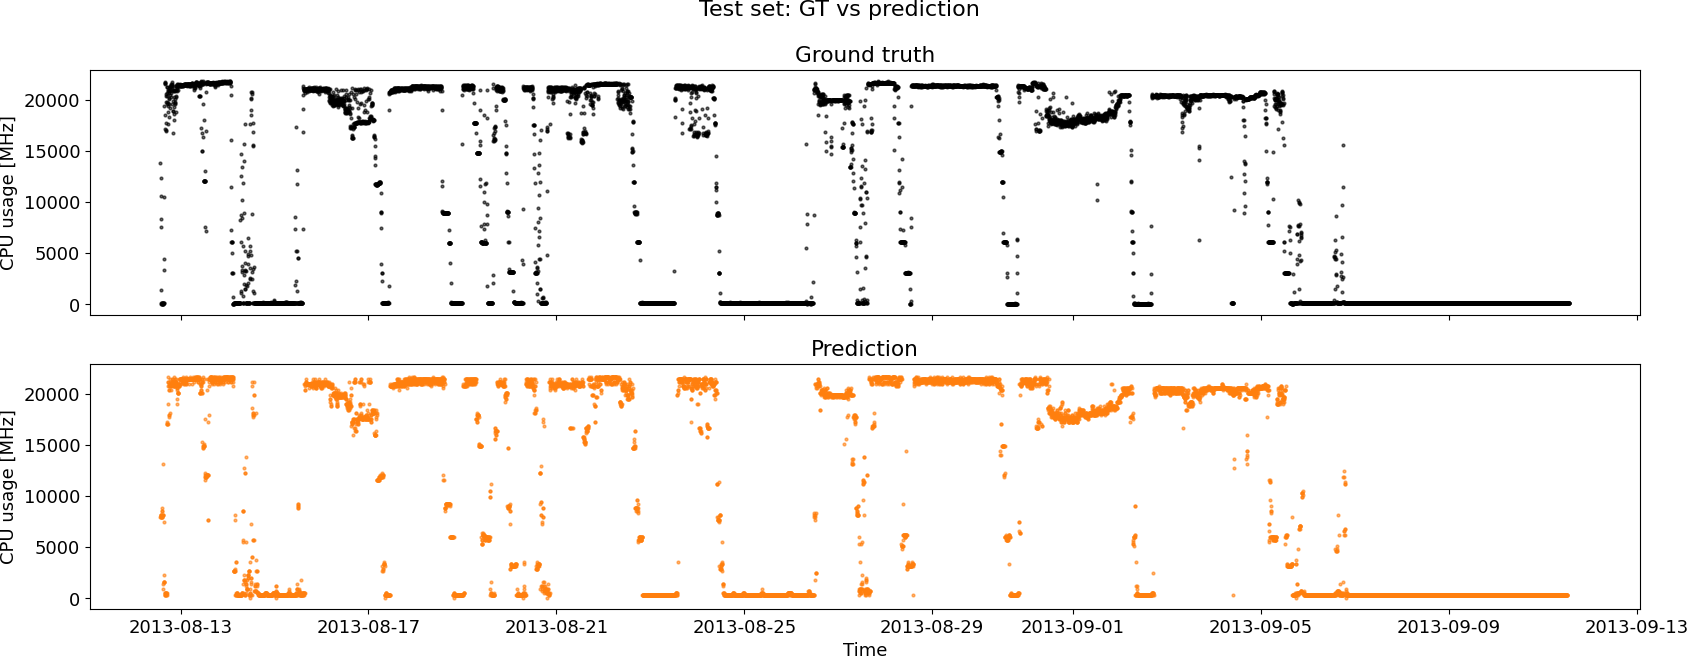 Test set: GT vs prediction
Ground truth
CPU usage [MHz]
20000
15000
10000
5000
0
Prediction
CPU usage [MHz]
20000
15000
10000
5000
0
2013-08-13 2013-08-17 2013-08-21 2013-08-25 2013-08-29 2013-09-01 2013-09-05 2013-09-09 2013-09-13
Time